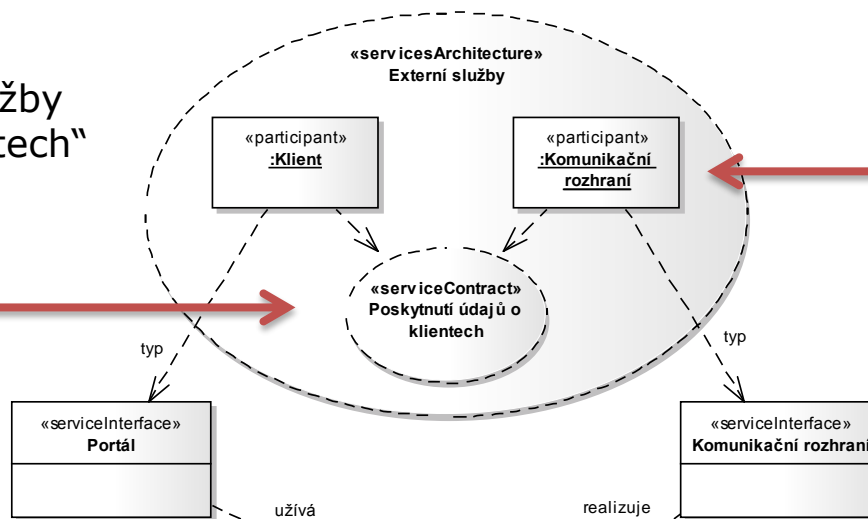 «servicesArchitecture»
Externí služby
žby
tech“
«participant»
:Klient
«participant»
:Komunikační
rozhraní
«serviceContract»
Poskytnutí údajů o
klientech
typ
typ
«serviceInterface»
Portál
«serviceInterface»
Komunikační rozhraní
užívá
realizuje